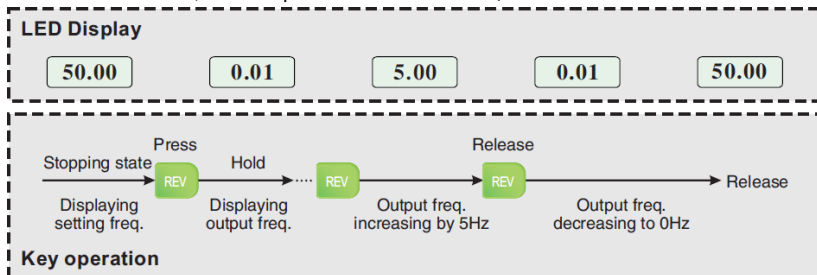 LED Display
50.00 0.01 5.00 0.01 50.00
Press Release
Stopping state Hold
REV REV REV Release
Displaying Displaying Output freq. Output freq.
setting freq. output freq. increasing by 5Hz decreasing to 0Hz
Key operation